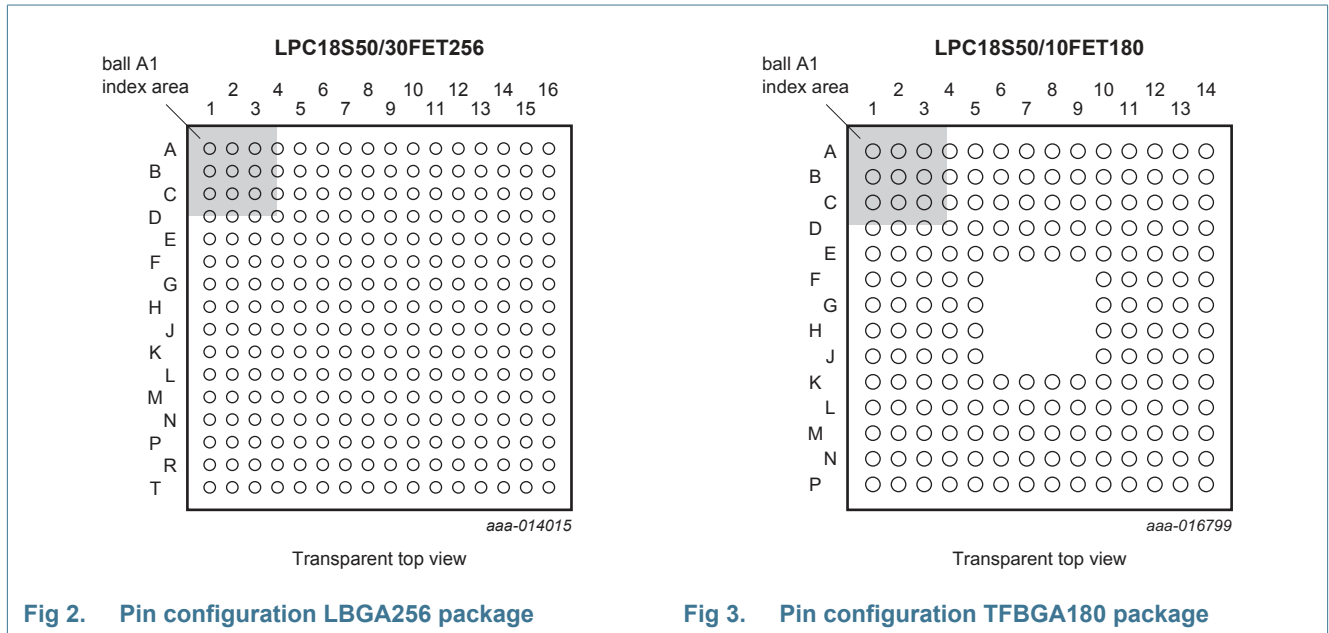 LPC18S50/30FET256
ball A1
index area
2 4 6 8 10 12 14 16
1 3 5 7 9 11 13 15
A
B
C
D
E
F
G
H
J
K
L
M
N
P
R
T
aaa-014015
Transparent top view
Fig 2. Pin configuration LBGA256 package
LPC18S50/10FET180
ball A1
index area
2 4 6 8 10 12 14
1 3 5 7 9 11 13
A
B
C
D
E
F
G
H
J
K
L
M
N
P
aaa-016799
Transparent top view
Fig 3. Pin configuration TFBGA180 package